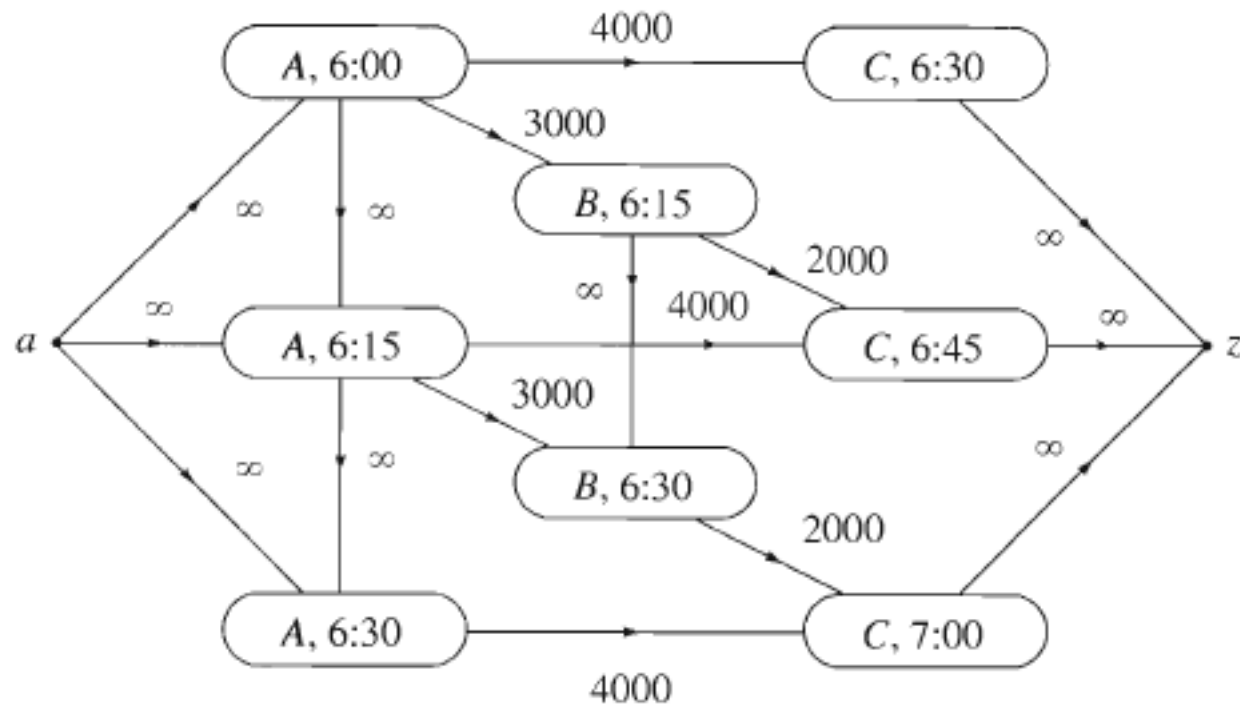 4000
A, 6:00
C, 6:30
3000
B, 6:15
∞
∞
∞
2000
∞
4000
∞
∞
a
A, 6:15
C, 6:45
z
3000
∞
∞
∞
B, 6:30
2000
A, 6:30
C, 7:00
4000